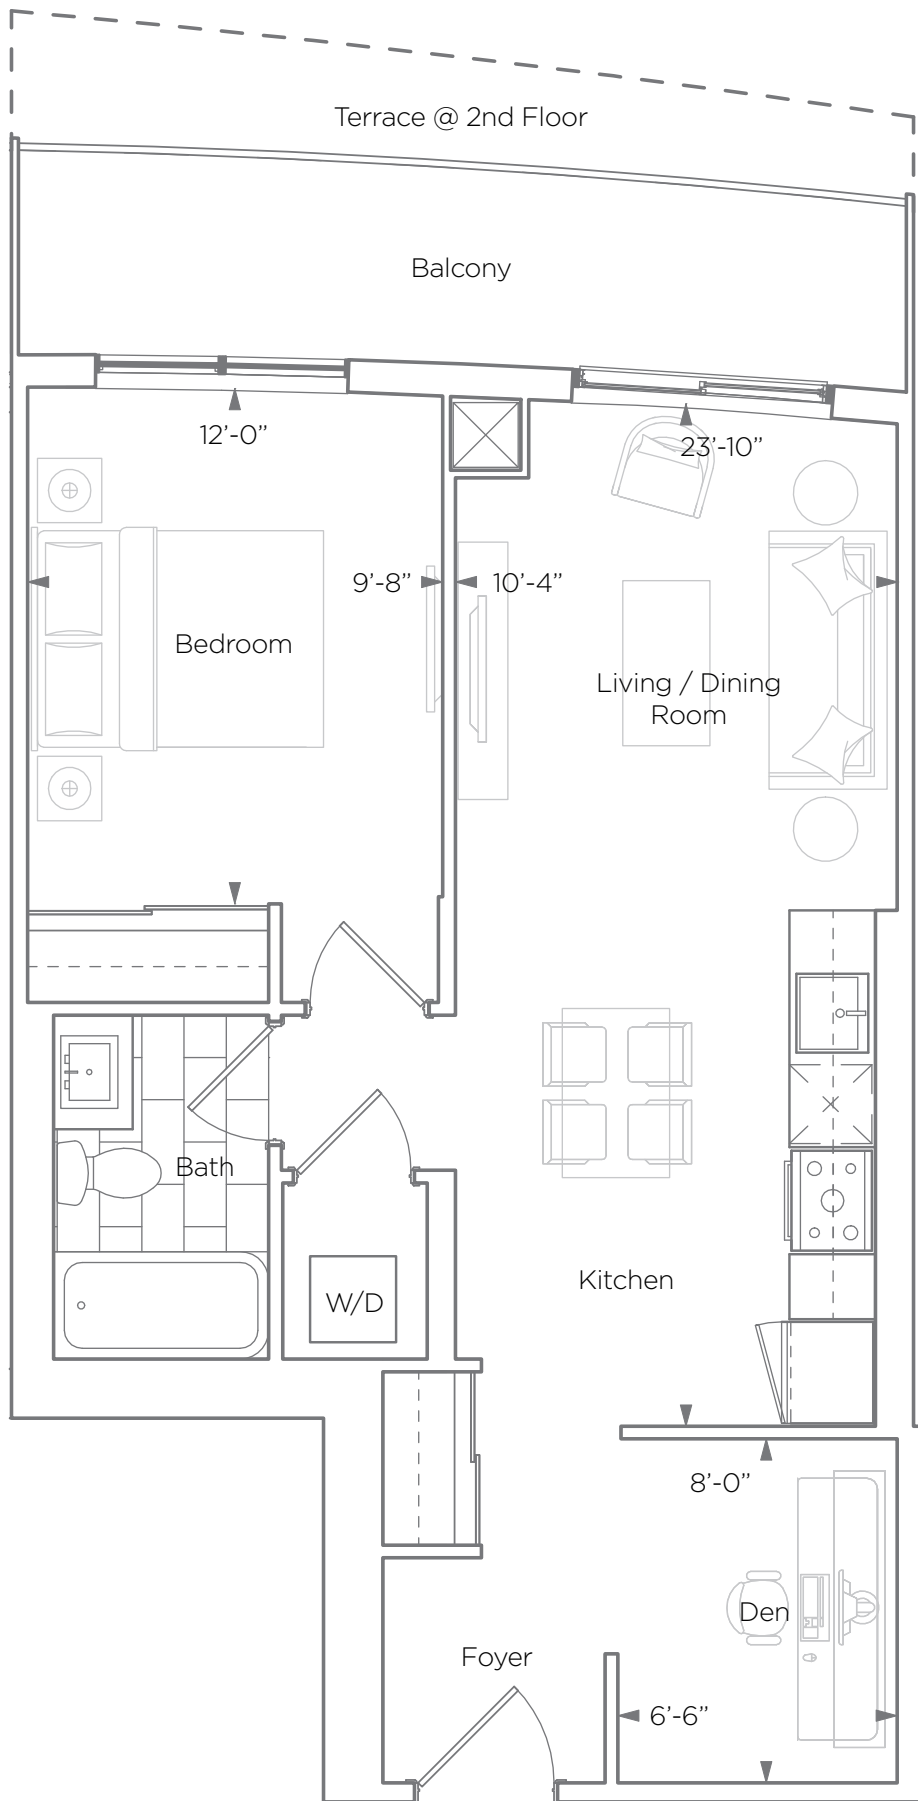 Terrace @ 2nd Floor
Balcony
12’-0”
23’-10”
9’-8”
10’-4”
Bedroom
Living / Dining
Room
Bath
Kitchen
W/D
8’-0”
Den
Foyer
6’-6”